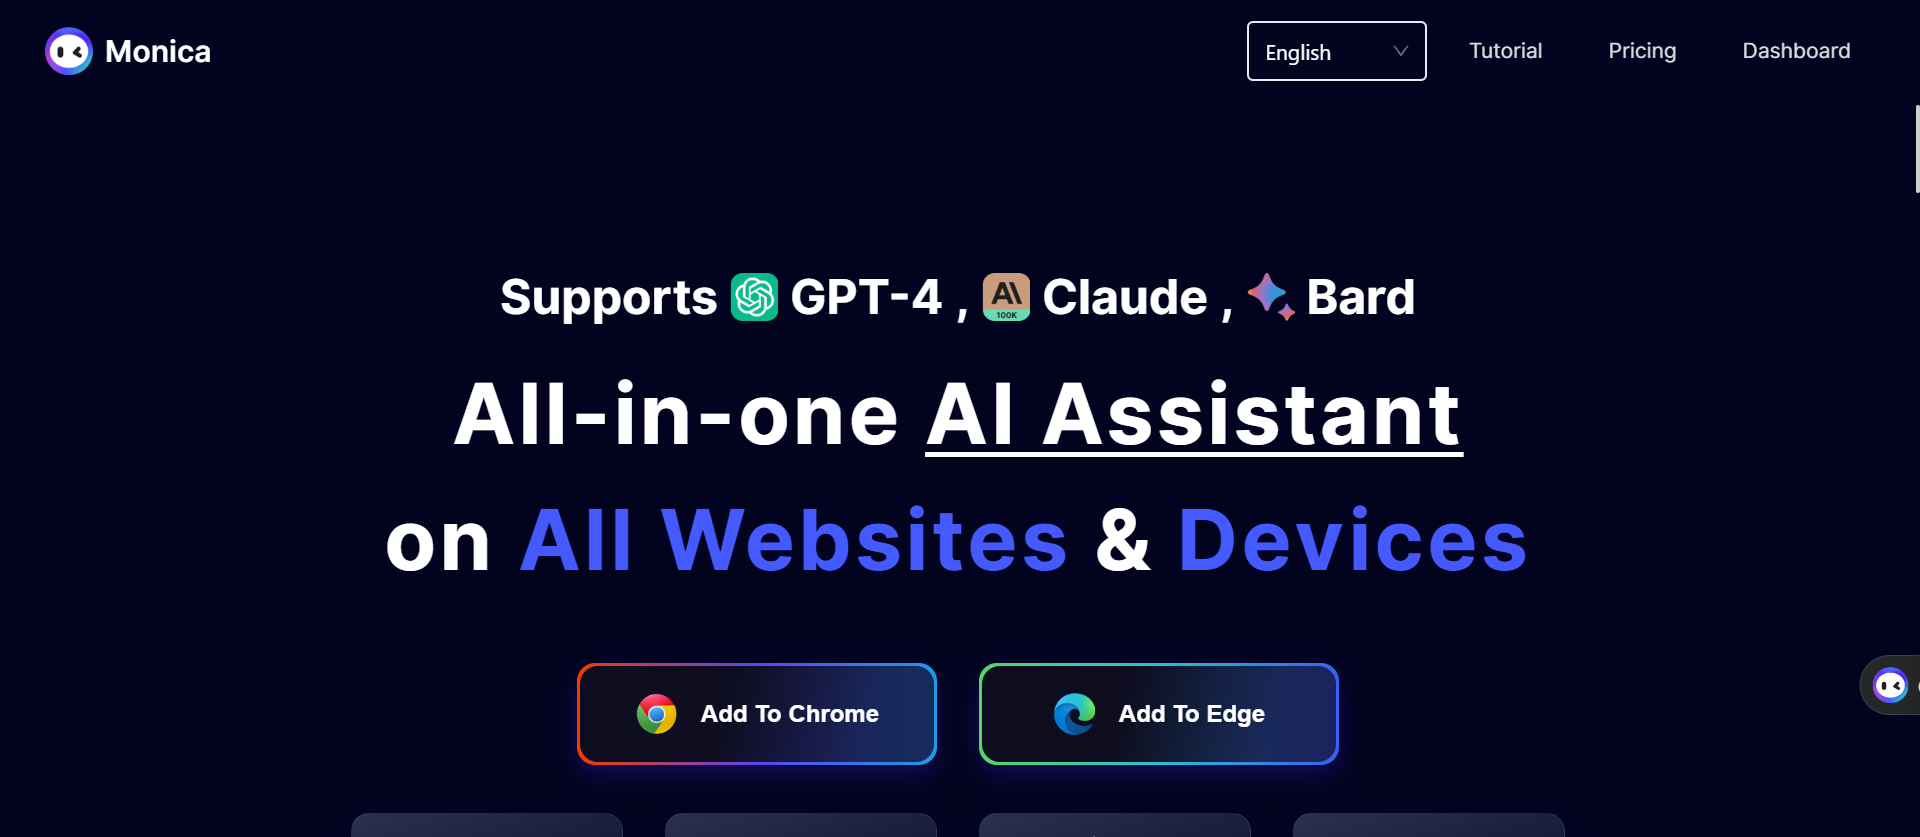 Monica
English
Tutorial
Pricing
Dashboard
Supports GPT-4 , AI 100K Claude , Bard
All-in-one AI Assistant
on All Websites & Devices
Add To Chrome
Add To Edge